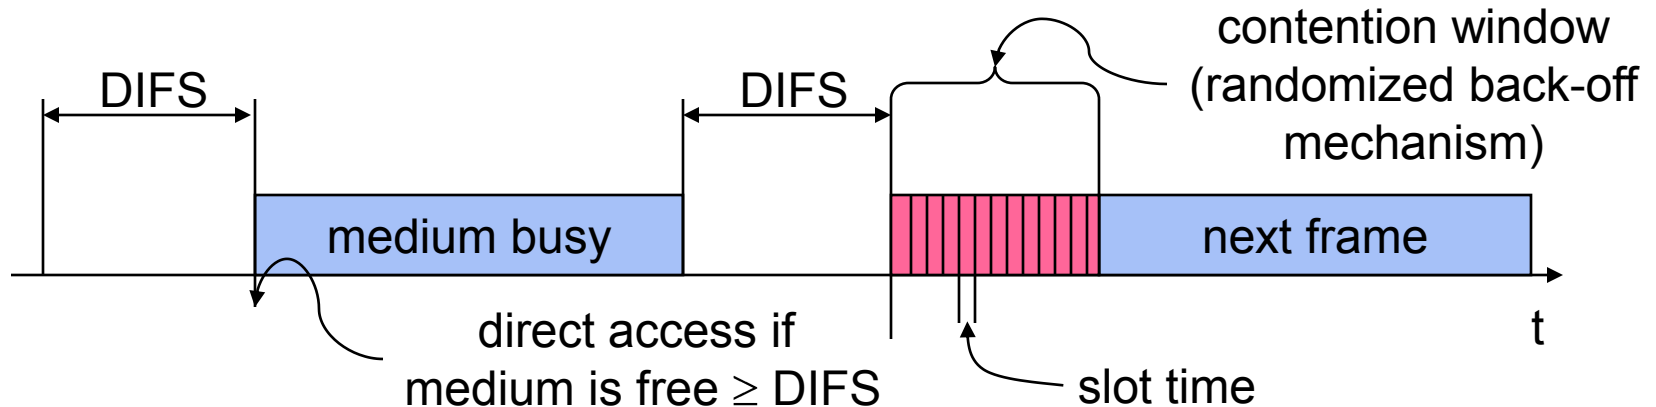 contention window
(randomized back-off
mechanism)
DIFS
DIFS
medium busy
next frame
t
direct access if
medium is free ≥ DIFS
slot time